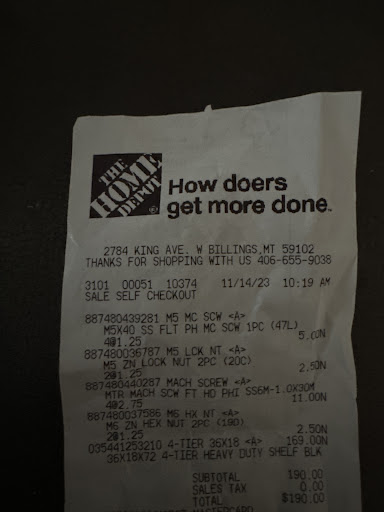 THE
HOME
DEPOT
How doers
get more done.
2784 KING AVE. W BILLINGS,MT 59102
THANKS FOR SHOPPING WITH US 406-655-9038
3101 00051 10374 11/14/23 10:19 AM
SALE SELF CHECKOUT
887480439281 M5 MC SCW <A>
M5X40 SS FLT PH MC SCW 1PC (47L)
4@1.25 5.00N
887480036787 M5 LCK NT <A>
M5 ZN LOCK NUT 2PC (20C)
2@1.25 2.50N
887480440287 MACH SCREW <A>
MTR MACH SCW FT HD PHI SS6M-1.0X30M
4@2.75 11.00N
887480037586 M6 HX NT <A>
M6 ZN HEX NUT 2PC (19D)
2@1.25 2.50N
035441253210 4-TIER 36X18 <A> 169.00N
36X18X72 4-TIER HEAVY DUTY SHELF BLK
SUBTOTAL 190.00
SALES TAX 0.00
TOTAL $190.00
MASTERCARD